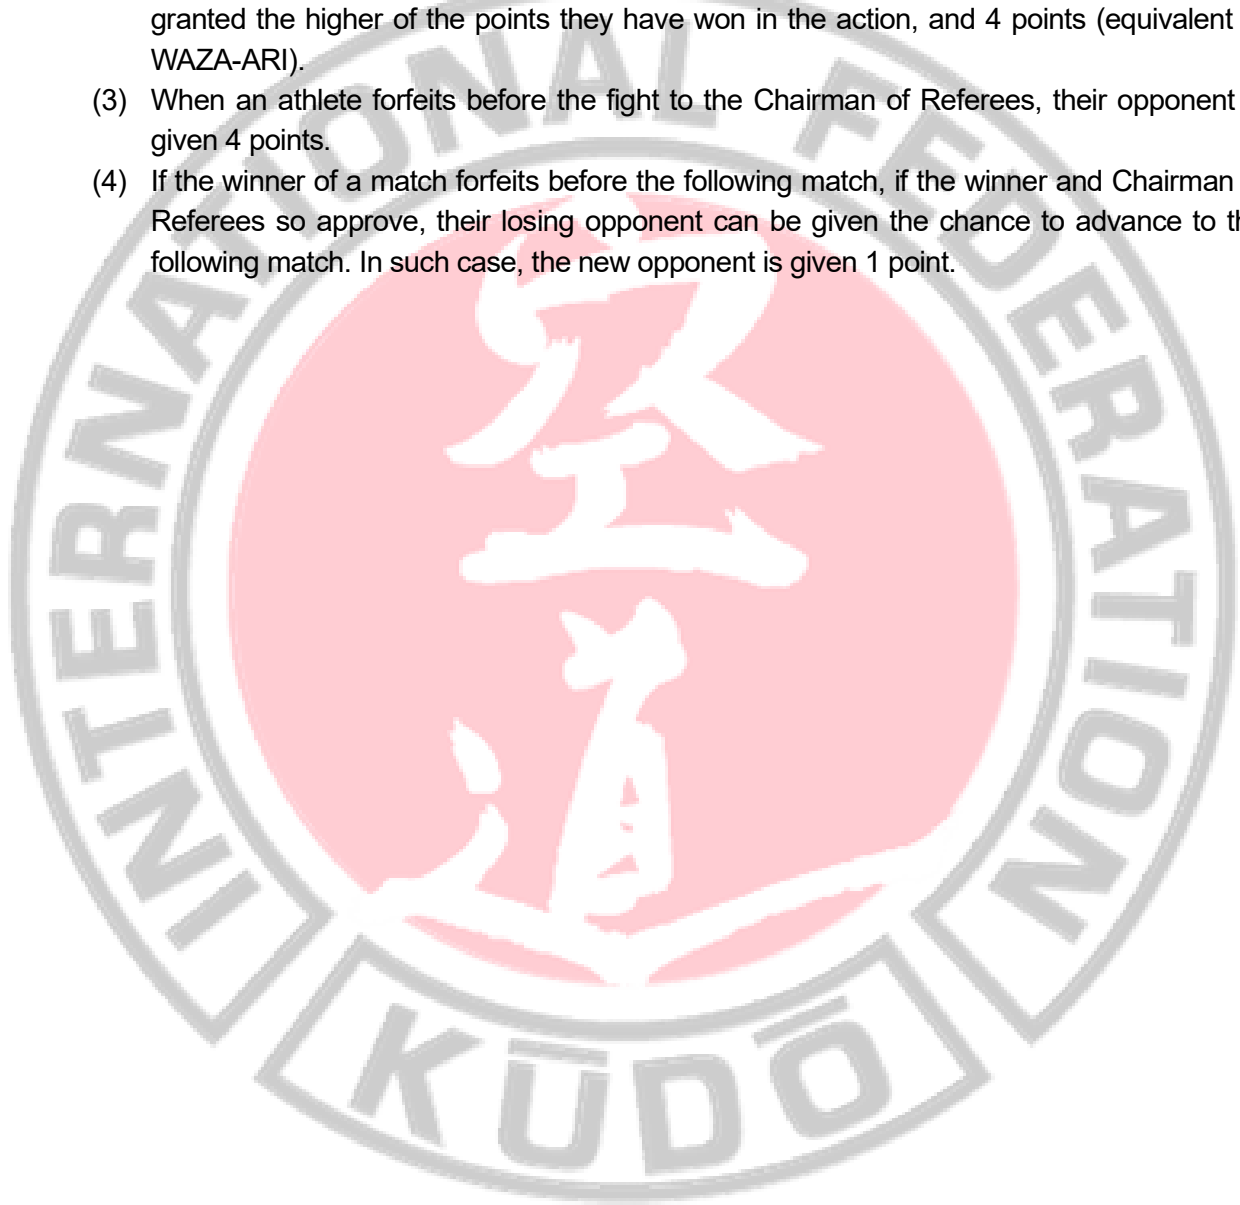 granted the higher of the points they have won in the action, and 4 points (equivalent
WAZA-ARI).
(3) When an athlete forfeits before the fight to the Chairman of Referees, their opponent
given 4 points.
(4) If the winner of a match forfeits before the following match, if the winner and Chairman
Referees so approve, their losing opponent can be given the chance to advance to th
following match. In such case, the new opponent is given 1 point.
INTERNATIONAL FEDERATION
空
道
KŪDŌ